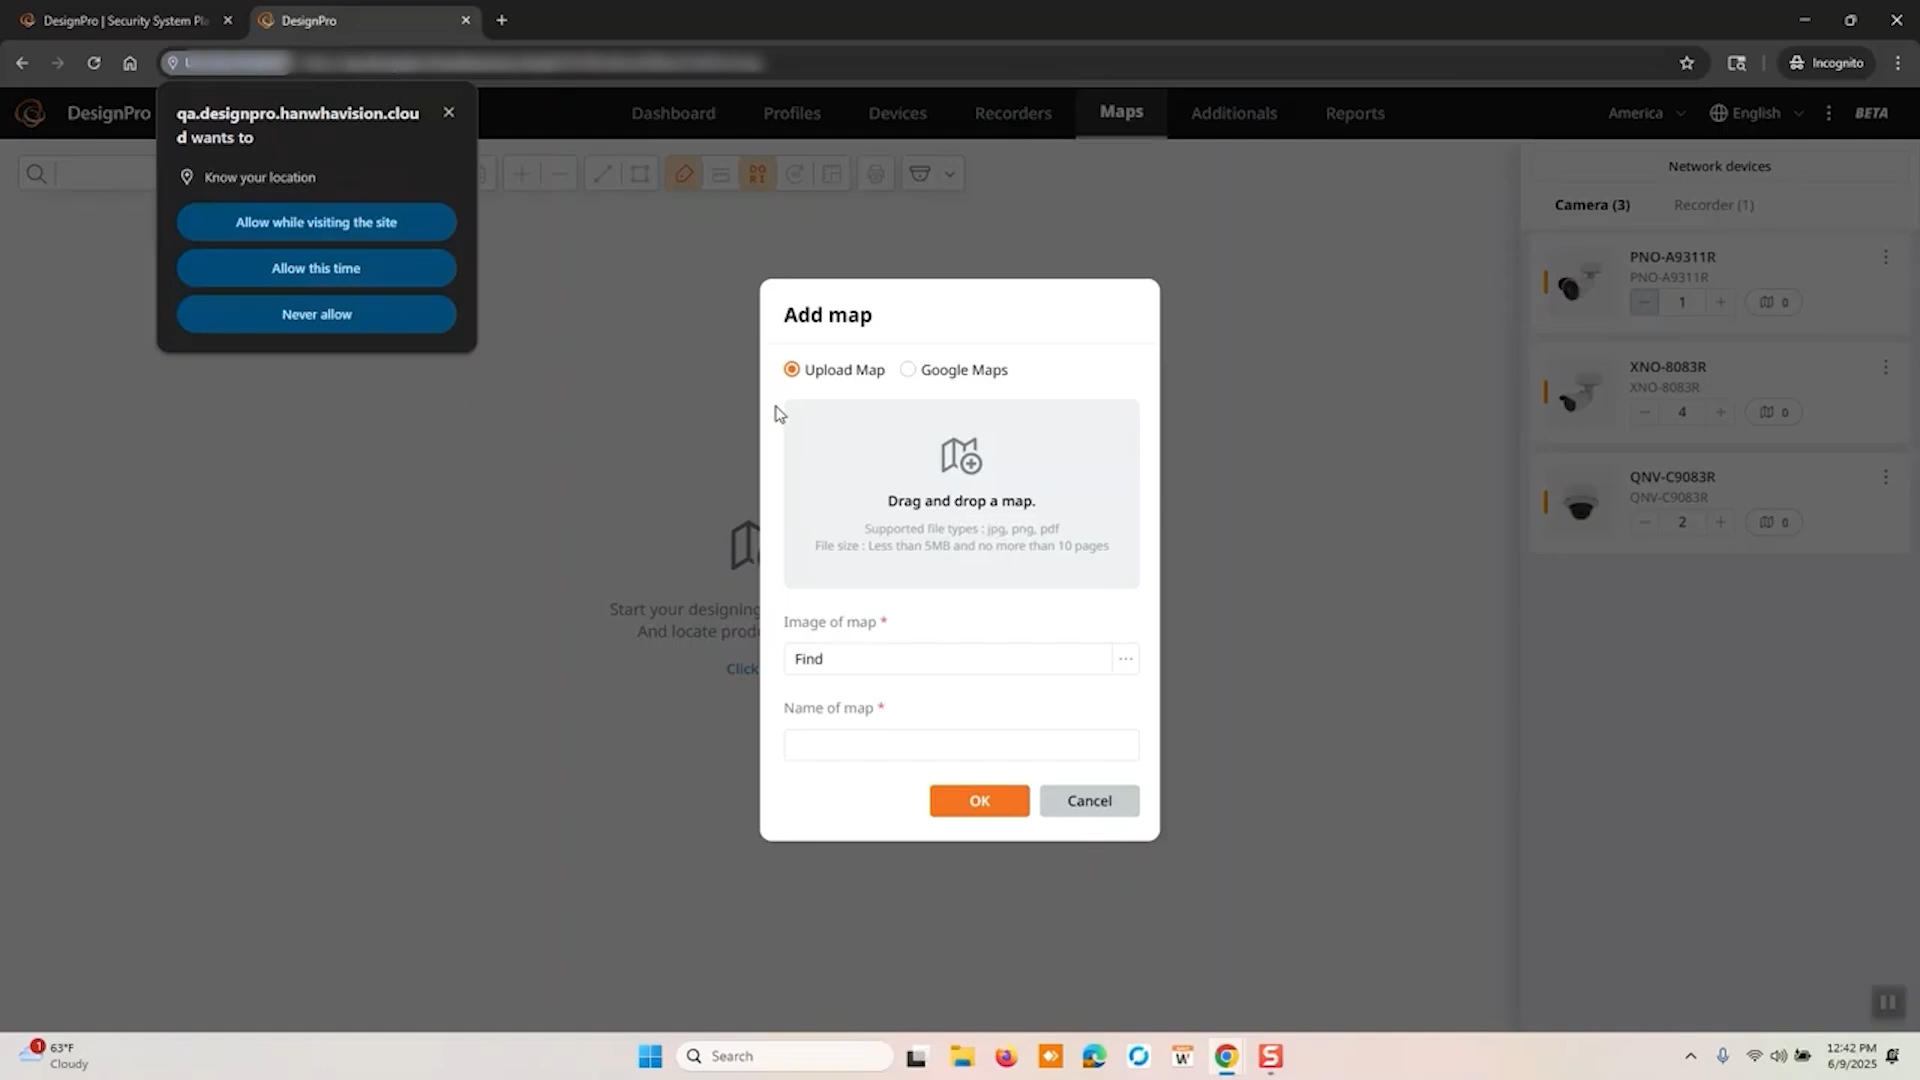 DesignPro | Security System Pl
DesignPro
Incognito
qa.designpro.hanwhavision.clou
d wants to
Know your location
Allow while visiting the site
Allow this time
Never allow
DesignPro
Dashboard
Profiles
Devices
Recorders
Maps
Additionals
Reports
America
English
BETA
DO
RI
Network devices
Camera (3)
Recorder (1)
PNO-A9311R
PNO-A9311R
1
0
XNO-8083R
XNO-8083R
4
0
QNV-C9083R
QNV-C9083R
2
0
Start your designing
And locate prod
Click
Add map
Upload Map
Google Maps
Drag and drop a map.
Supported file types : jpg, png, pdf
File size : Less than 5MB and no more than 10 pages
Image of map *
Find
...
Name of map *
OK
Cancel
1
63°F
Cloudy
Search
W
S
12:42 PM
6/9/2025